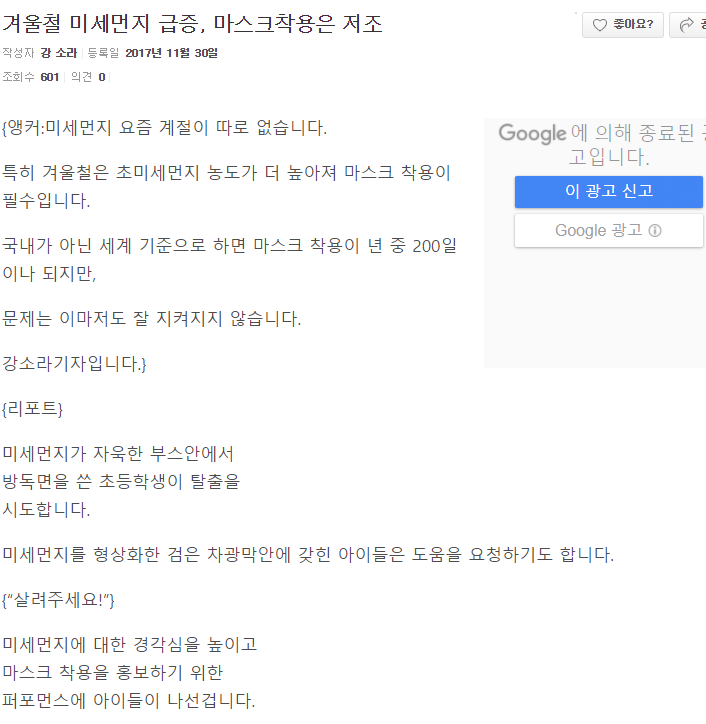 겨울철 미세먼지 급증, 마스크착용은 저조
좋아요?
작성자 강 소라 등록일 2017년 11월 30일
조회수 601 의견 0
{앵커:미세먼지 요즘 계절이 따로 없습니다.
특히 겨울철은 초미세먼지 농도가 더 높아져 마스크 착용이
필수입니다.
국내가 아닌 세계 기준으로 하면 마스크 착용이 년 중 200일
이나 되지만,
문제는 이마저도 잘 지켜지지 않습니다.
강소라기자입니다.}
Google에 의해 종료된 광
고입니다.
이 광고 신고
Google 광고
{리포트}
미세먼지가 자욱한 부스안에서
방독면을 쓴 초등학생이 탈출을
시도합니다.
미세먼지를 형상화한 검은 차광막안에 갖힌 아이들은 도움을 요청하기도 합니다.
{“살려주세요!”}
미세먼지에 대한 경각심을 높이고
마스크 착용을 홍보하기 위한
퍼포먼스에 아이들이 나선겁니다.